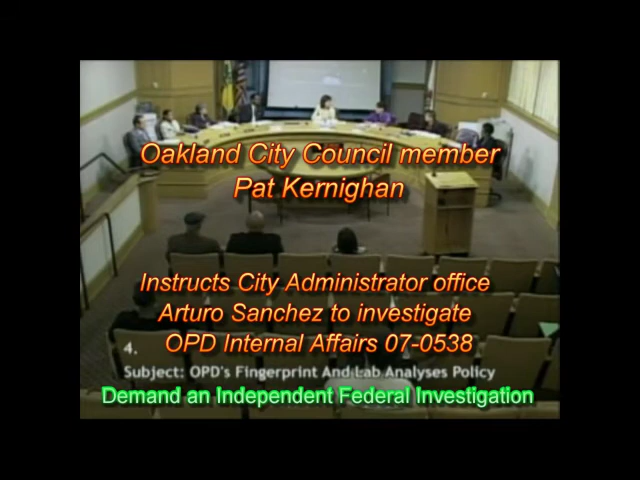 Oakland City Council member
Pat Kernighan
Instructs City Administrator office
Arturo Sanchez to investigate
OPD Internal Affairs 07-0538
4.
Subject: OPD's Fingerprint And Lab Analyses Policy
Demand an Independent Federal Investigation